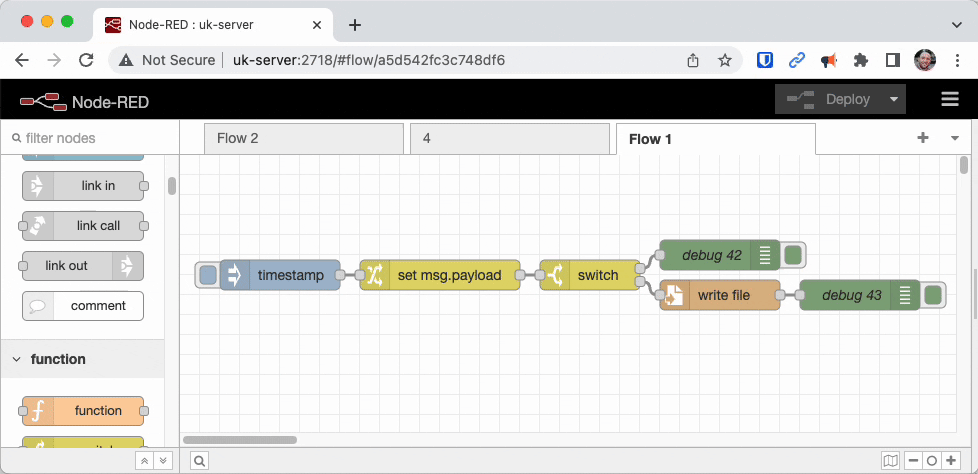 Node-RED : uk-server
Not Secure
uk-server:2718/#flow/a5d542fc3c748df6
Node-RED
Deploy
filter nodes
Flow 2
4
Flow 1
link in
link call
link out
comment
function
function
timestamp
set msg.payload
switch
debug 42
write file
debug 43